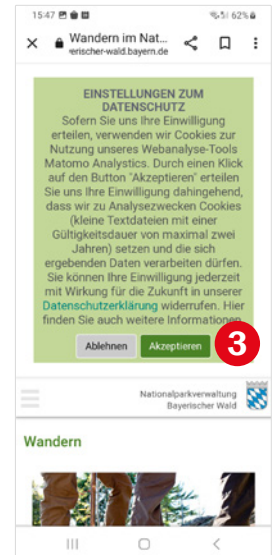 15:47
62%
Wandern im Nat...
erischer-wald.bayern.de
EINSTELLUNGEN ZUM
DATENSCHUTZ
Sofern Sie uns Ihre Einwilligung
erteilen, verwenden wir Cookies zur
Nutzung unseres Webanalyse-Tools
Matomo Analystics. Durch einen Klick
auf den Button "Akzeptieren" erteilen
Sie uns Ihre Einwilligung dahingehend,
dass wir zu Analysezwecken Cookies
(kleine Textdateien mit einer
Gültigkeitsdauer von maximal zwei
Jahren) setzen und die sich
ergebenden Daten verarbeiten dürfen.
Sie können Ihre Einwilligung jederzeit
mit Wirkung für die Zukunft in unserer
Datenschutzerklärung widerrufen. Hier
finden Sie auch weitere Informationen.
Ablehnen Akzeptieren 3
Nationalparkverwaltung
Bayerischer Wald
Wandern